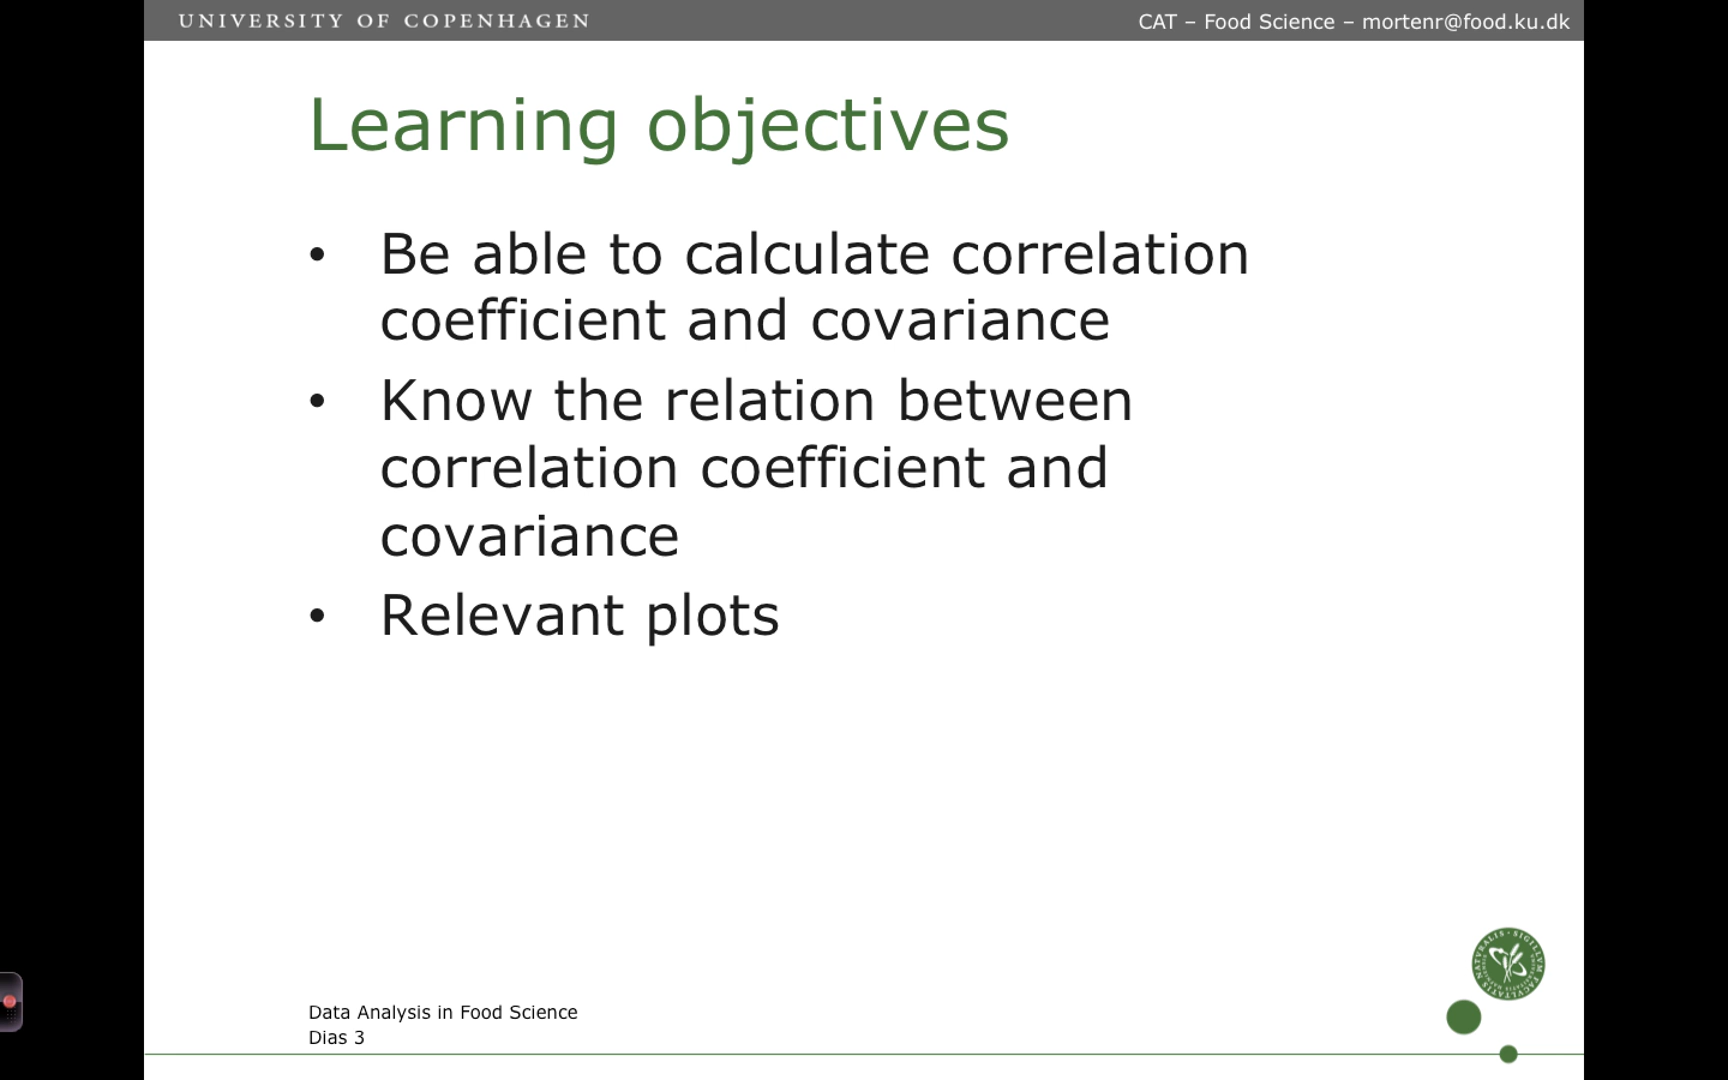 UNIVERSITY OF COPENHAGEN
CAT – Food Science – mortenr@food.ku.dk
Learning objectives
• Be able to calculate correlation
coefficient and covariance
• Know the relation between
correlation coefficient and
covariance
• Relevant plots
Data Analysis in Food Science
Dias 3